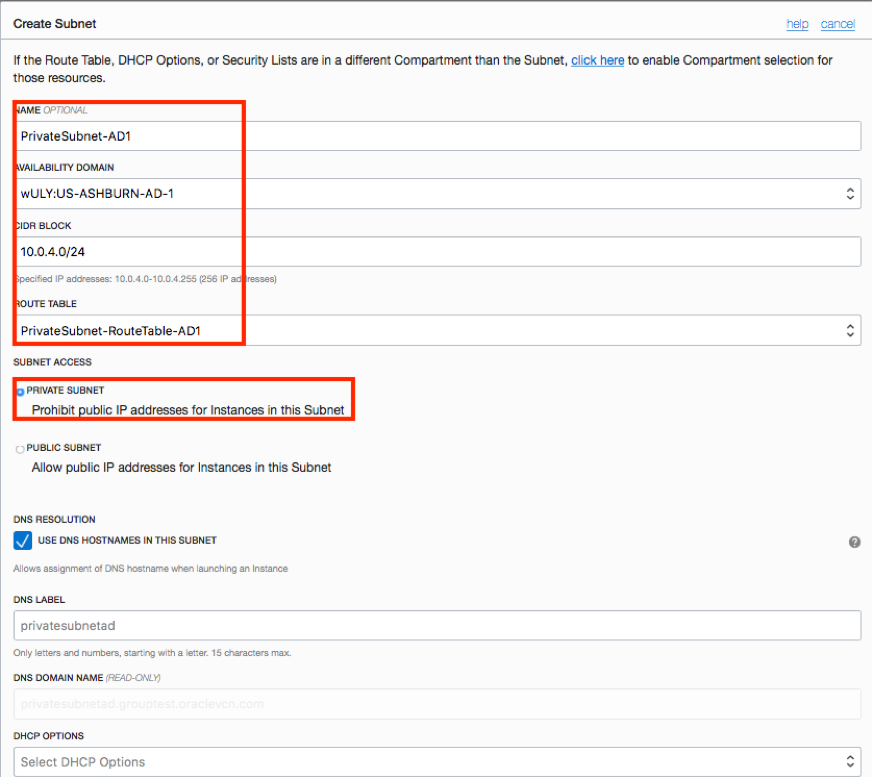 Create Subnet help cancel
If the Route Table, DHCP Options, or Security Lists are in a different Compartment than the Subnet, click here to enable Compartment selection for
those resources.
NAME OPTIONAL
PrivateSubnet-AD1
AVAILABILITY DOMAIN
wULY:US-ASHBURN-AD-1
CIDR BLOCK
10.0.4.0/24
Specified IP addresses: 10.0.4.0-10.0.4.255 (256 IP addresses)
ROUTE TABLE
PrivateSubnet-RouteTable-AD1
SUBNET ACCESS
PRIVATE SUBNET
Prohibit public IP addresses for Instances in this Subnet
PUBLIC SUBNET
Allow public IP addresses for Instances in this Subnet
DNS RESOLUTION
USE DNS HOSTNAMES IN THIS SUBNET
?
Allows assignment of DNS hostname when launching an Instance
DNS LABEL
privatesubnetad
Only letters and numbers, starting with a letter. 15 characters max.
DNS DOMAIN NAME (READ-ONLY)
privatesubnetad.grouptest.oraclevcn.com
DHCP OPTIONS
Select DHCP Options